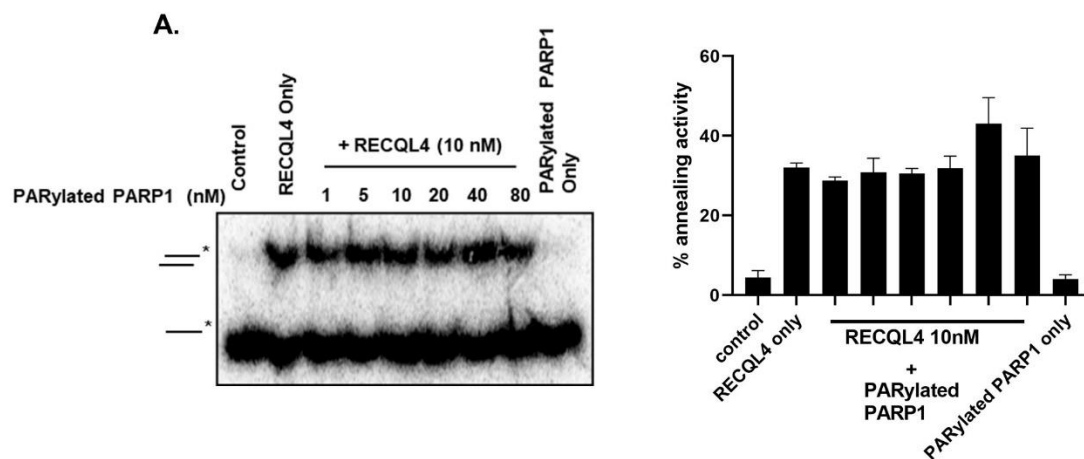 A.
Control
RECQL4 Only
+ RECQL4 (10 nM)
PARylated PARP1
Only
PARylated PARP1 (nM)
1 5 10 20 40 80
*
*
% annealing activity
60
40
20
0
control
RECQL4 only
RECQL4 10nM
+
PARylated
PARP1
PARylated PARP1 only